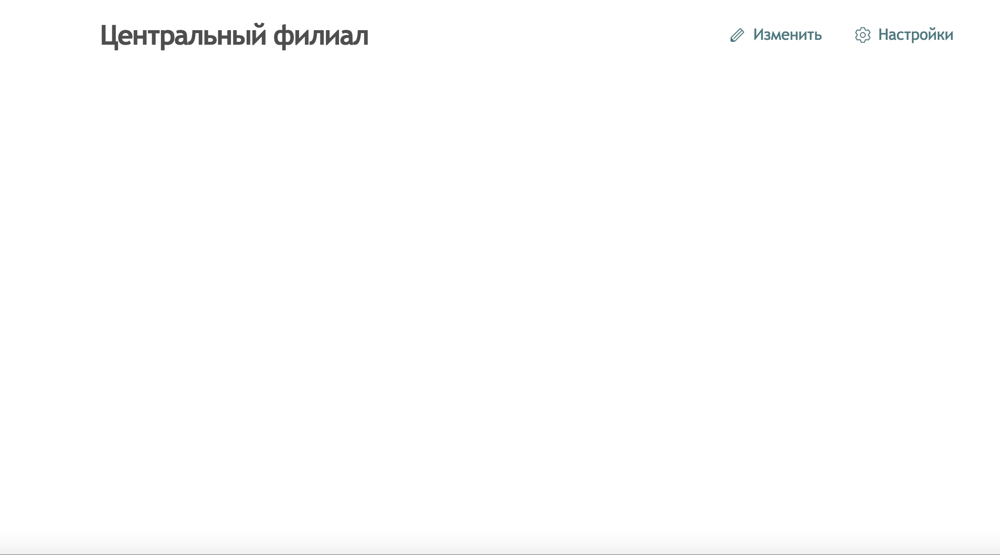 Центральный филиал
Изменить
Настройки